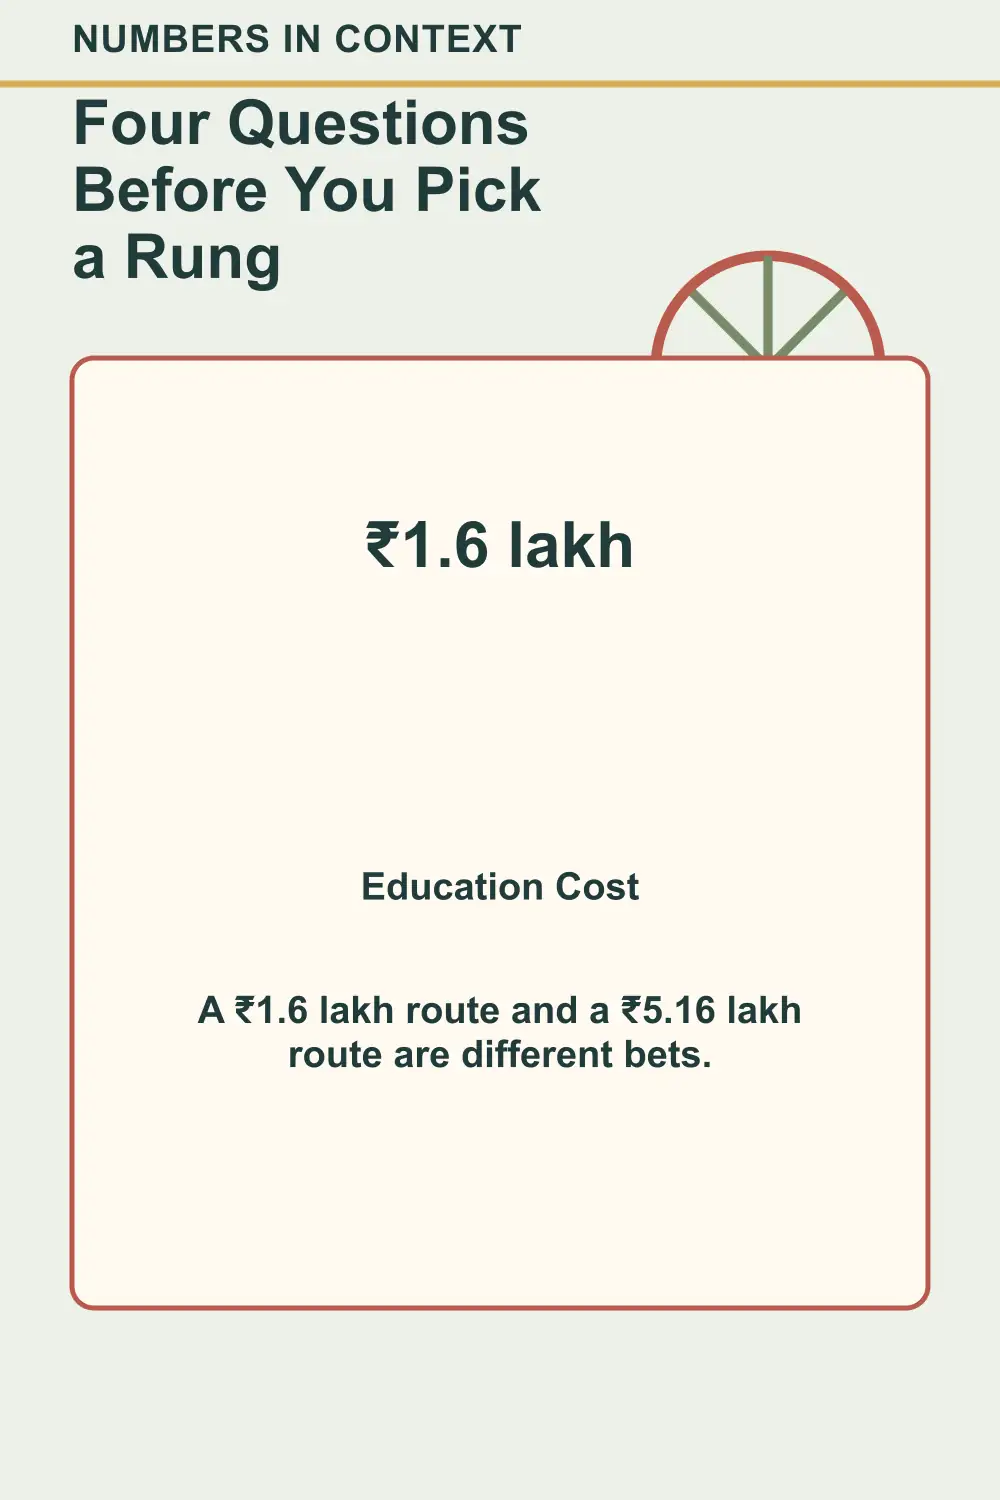 NUMBERS IN CONTEXT
Four Questions
Before You Pick
a Rung
₹1.6 lakh
Education Cost
A ₹1.6 lakh route and a ₹5.16 lakh
route are different bets.